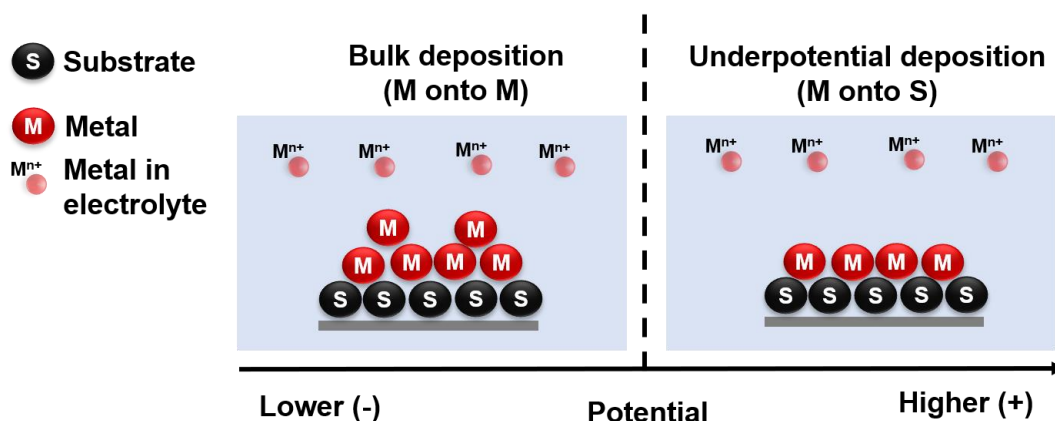 S Substrate
M Metal
Mⁿ⁺ Metal in
electrolyte
Bulk deposition
(M onto M)
Mⁿ⁺ Mⁿ⁺ Mⁿ⁺ Mⁿ⁺
M M
M M M M
S S S S S
Underpotential deposition
(M onto S)
Mⁿ⁺ Mⁿ⁺ Mⁿ⁺ Mⁿ⁺
M M M M
S S S S S
Lower (-) Potential Higher (+)